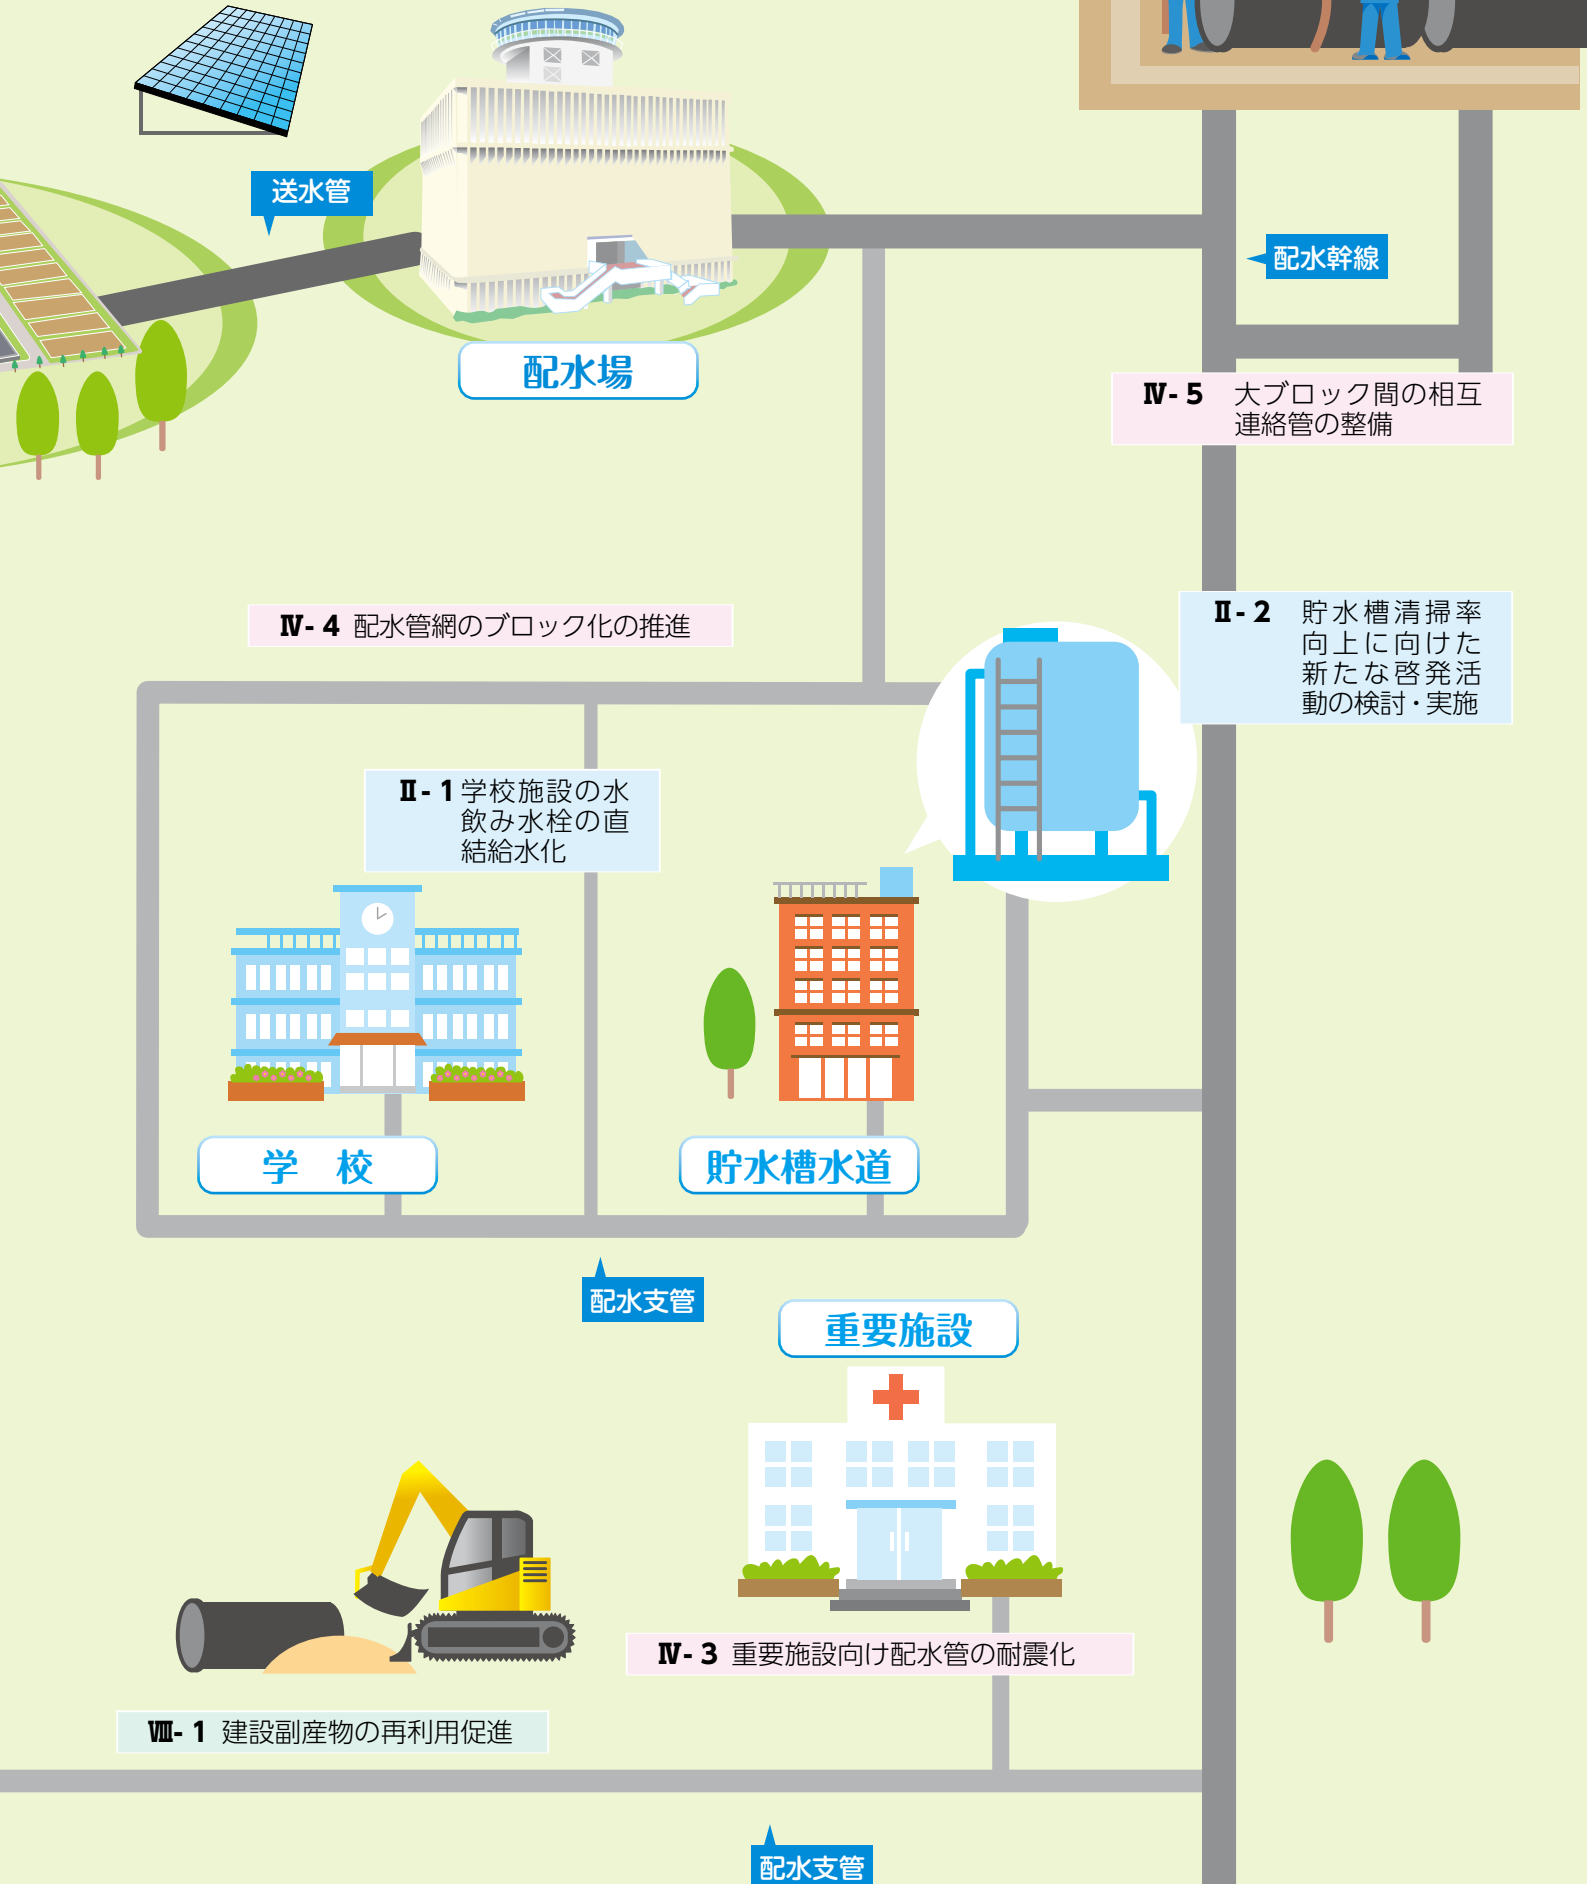 送水管
配水幹線
配水場
Ⅳ-5 大ブロック間の相互
連絡管の整備
Ⅳ-4 配水管網のブロック化の推進
Ⅱ-2 貯水槽清掃率
向上に向けた
新たな啓発活
動の検討・実施
Ⅱ-1 学校施設の水
飲み水栓の直
結給水化
学 校
貯水槽水道
配水支管
重要施設
Ⅳ-3 重要施設向け配水管の耐震化
Ⅷ-1 建設副産物の再利用促進
配水支管